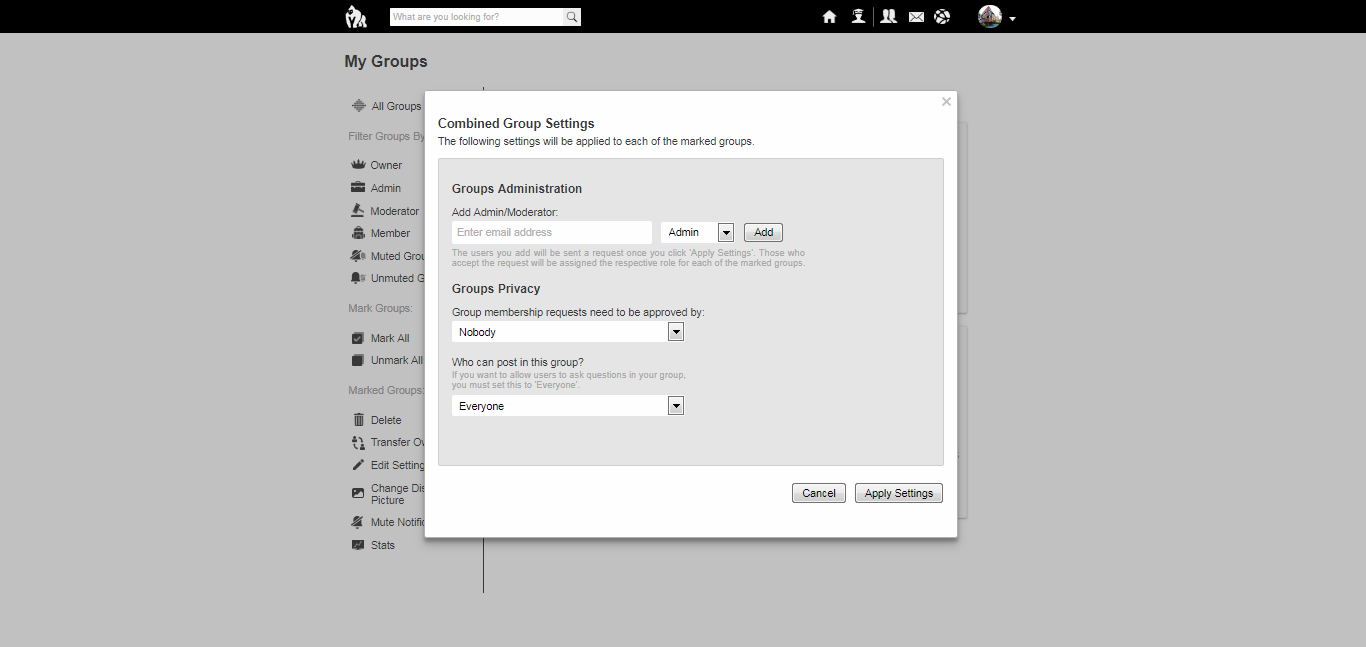 What are you looking for?
My Groups
All Groups
Filter Groups By
Owner
Admin
Moderator
Member
Muted Grou
Unmuted G
Mark Groups:
Mark All
Unmark All
Marked Groups:
Delete
Transfer Ov
Edit Setting
Change Dis
Picture
Mute Notific
Stats
×
Combined Group Settings
The following settings will be applied to each of the marked groups.
Groups Administration
Add Admin/Moderator:
Enter email address Admin Add
The users you add will be sent a request once you click 'Apply Settings'. Those who
accept the request will be assigned the respective role for each of the marked groups.
Groups Privacy
Group membership requests need to be approved by:
Nobody
Who can post in this group?
If you want to allow users to ask questions in your group,
you must set this to 'Everyone'.
Everyone
Cancel Apply Settings